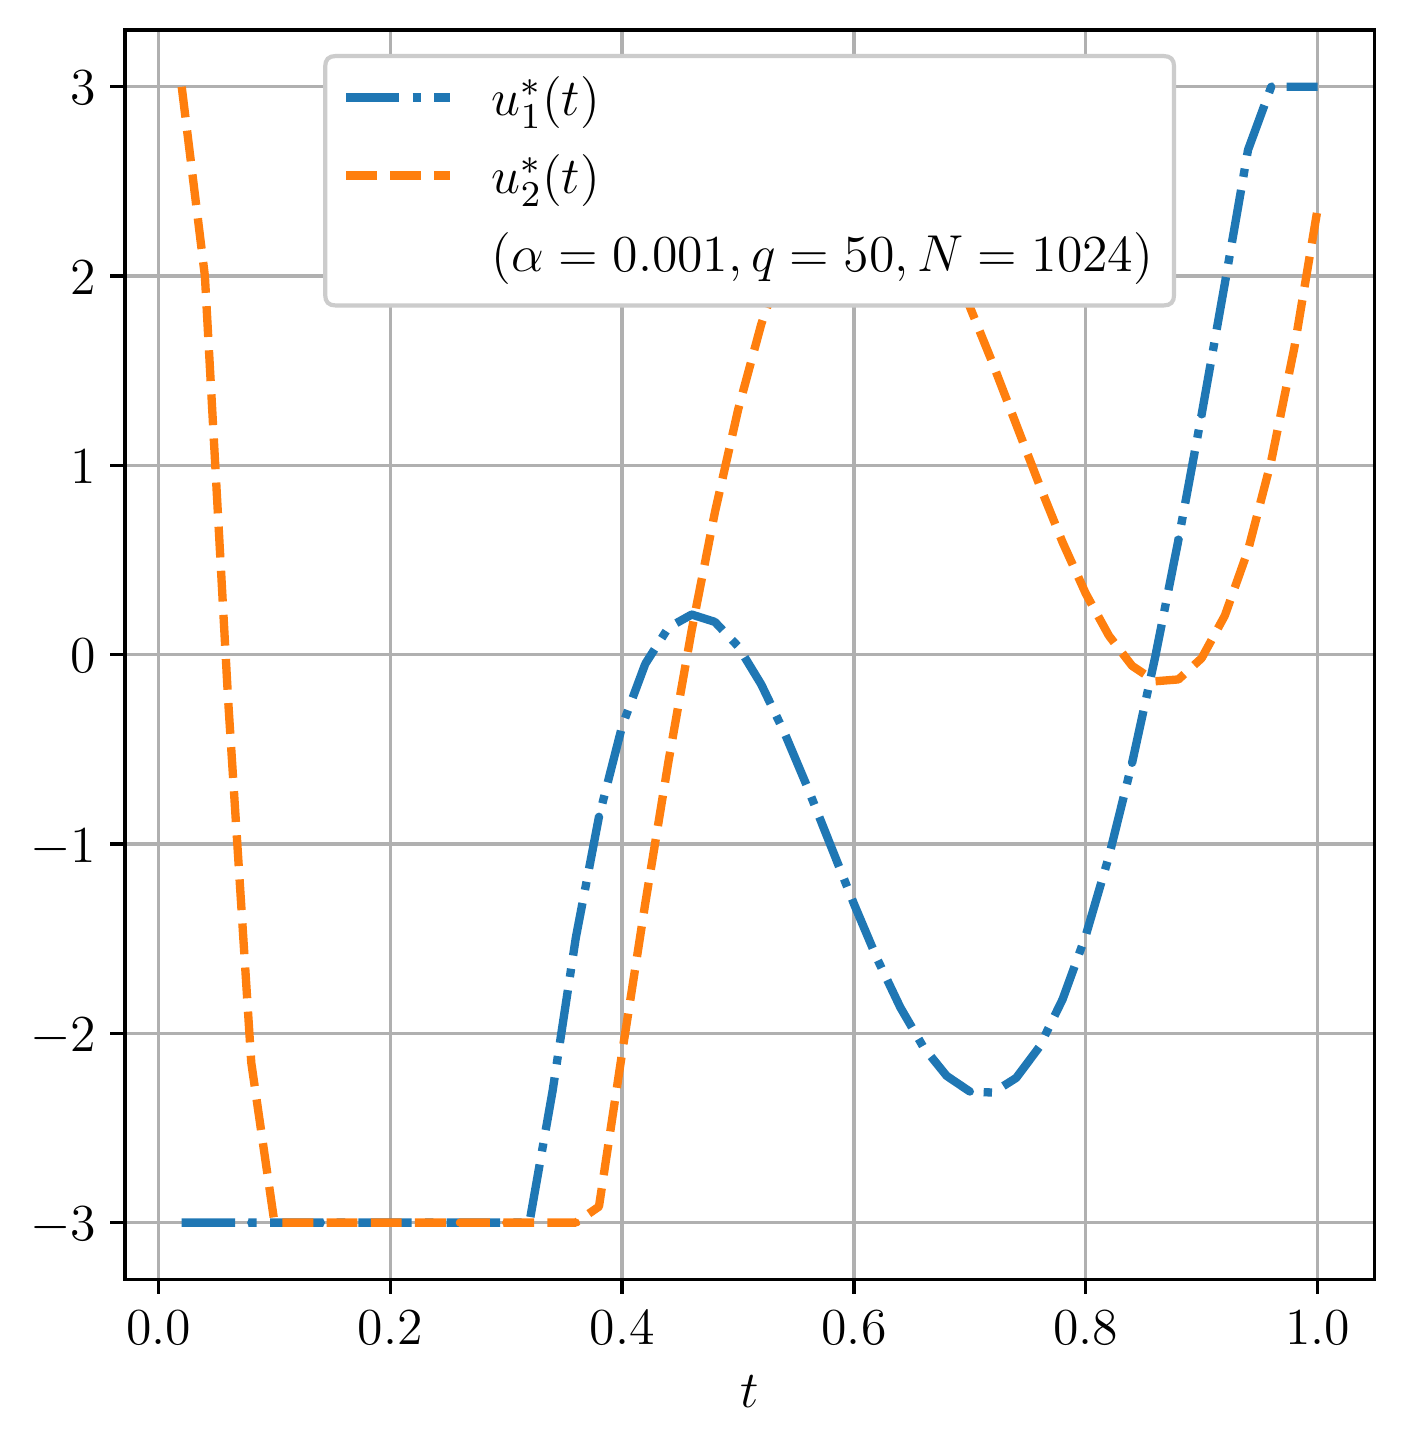 u₁*(t)
u₂*(t)
(α = 0.001, q = 50, N = 1024)
3
2
1
0
−1
−2
−3
0.0 0.2 0.4 0.6 0.8 1.0
t